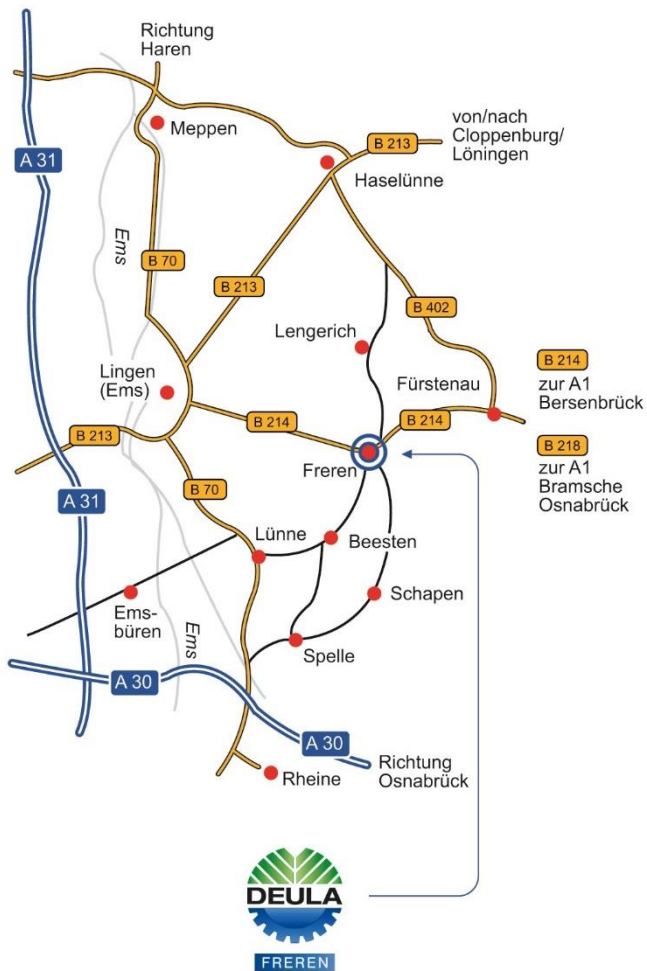 Richtung
Haren
Meppen
von/nach
Cloppenburg/
Löningen
B 213
A 31
Haselünne
Ems
B 70
B 213
B 402
Lengerich
Lingen
(Ems)
Fürstenau
B 214
zur A1
Bersenbrück
B 214
B 214
B 213
B 218
zur A1
Bramsche
Osnabrück
Freren
B 70
A 31
Lünne
Beesten
Schapen
Ems-
büren
Ems
Spelle
A 30
A 30
Richtung
Osnabrück
Rheine
DEULA
FREREN